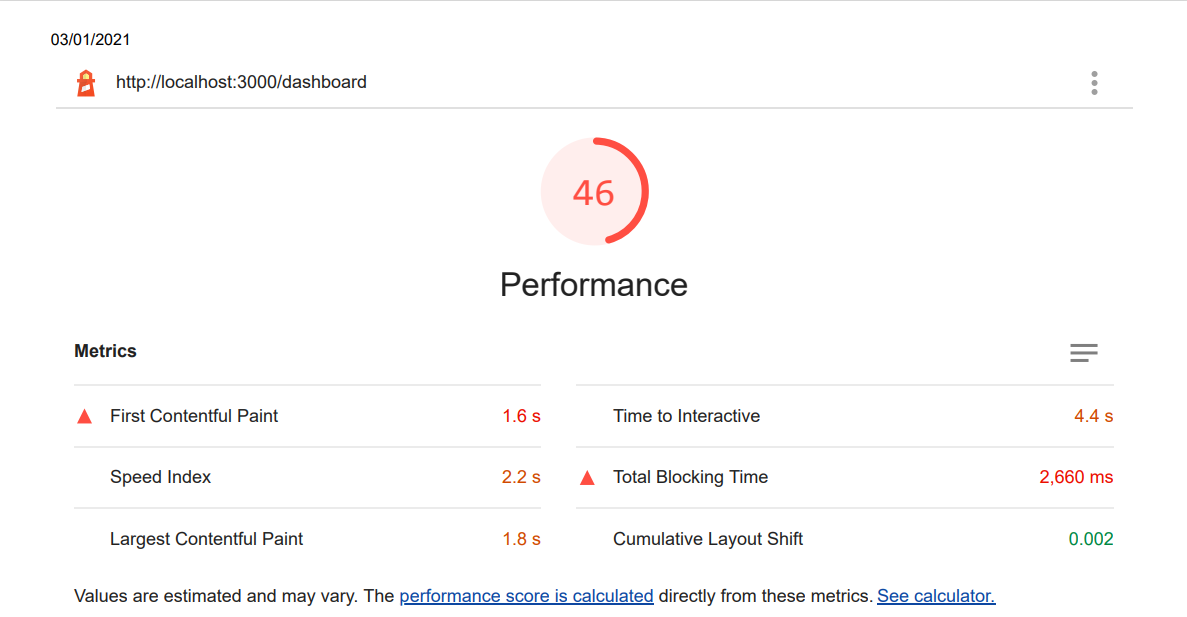 03/01/2021
http://localhost:3000/dashboard
46
Performance
Metrics
First Contentful Paint 1.6 s
Time to Interactive 4.4 s
Speed Index 2.2 s
Total Blocking Time 2,660 ms
Largest Contentful Paint 1.8 s
Cumulative Layout Shift 0.002
Values are estimated and may vary. The performance score is calculated directly from these metrics. See calculator.